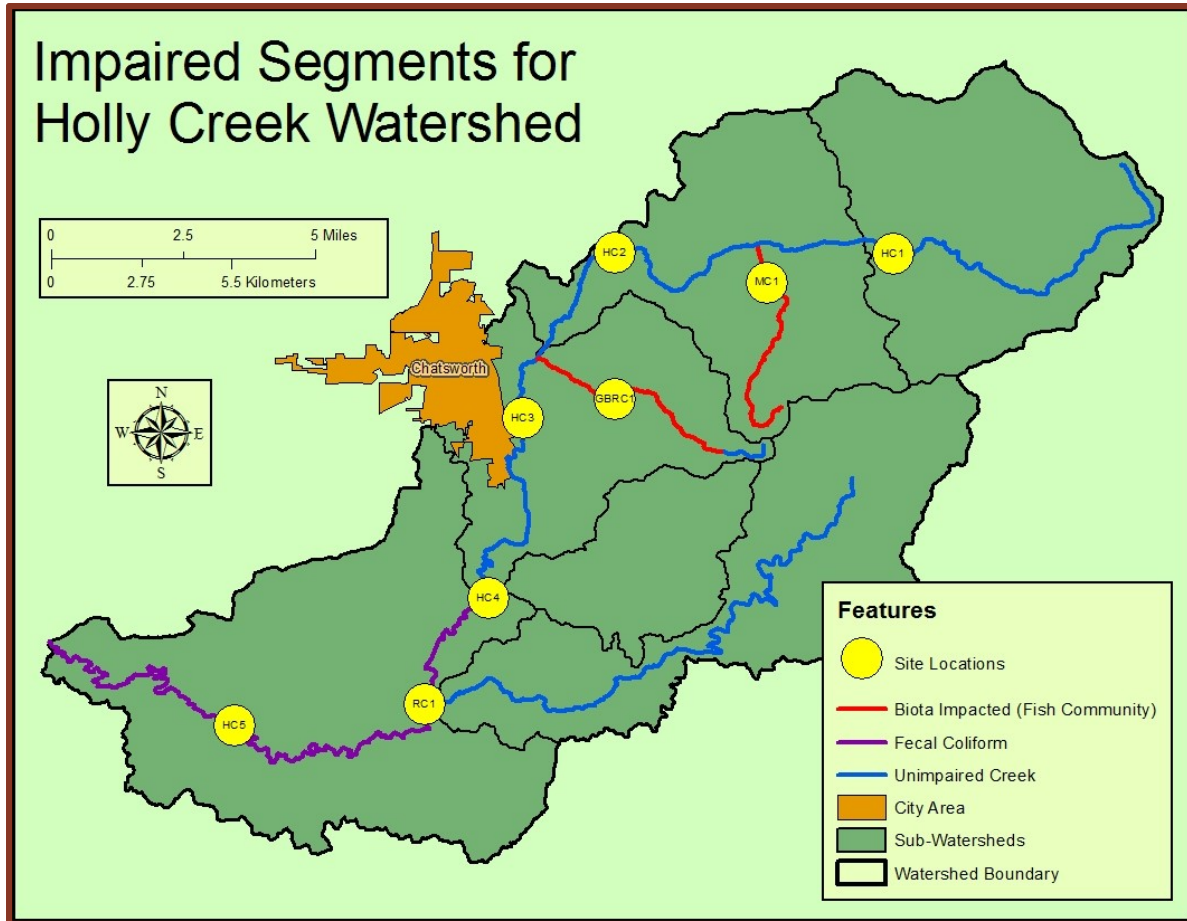 Impaired Segments for
Holly Creek Watershed
0 2.5 5 Miles
0 2.75 5.5 Kilometers
N
W E
S
Chatsworth
HC2
HC1
MC1
GBRC1
HC3
HC4
RC1
HC5
Features
Site Locations
Biota Impacted (Fish Community)
Fecal Coliform
Unimpaired Creek
City Area
Sub-Watersheds
Watershed Boundary